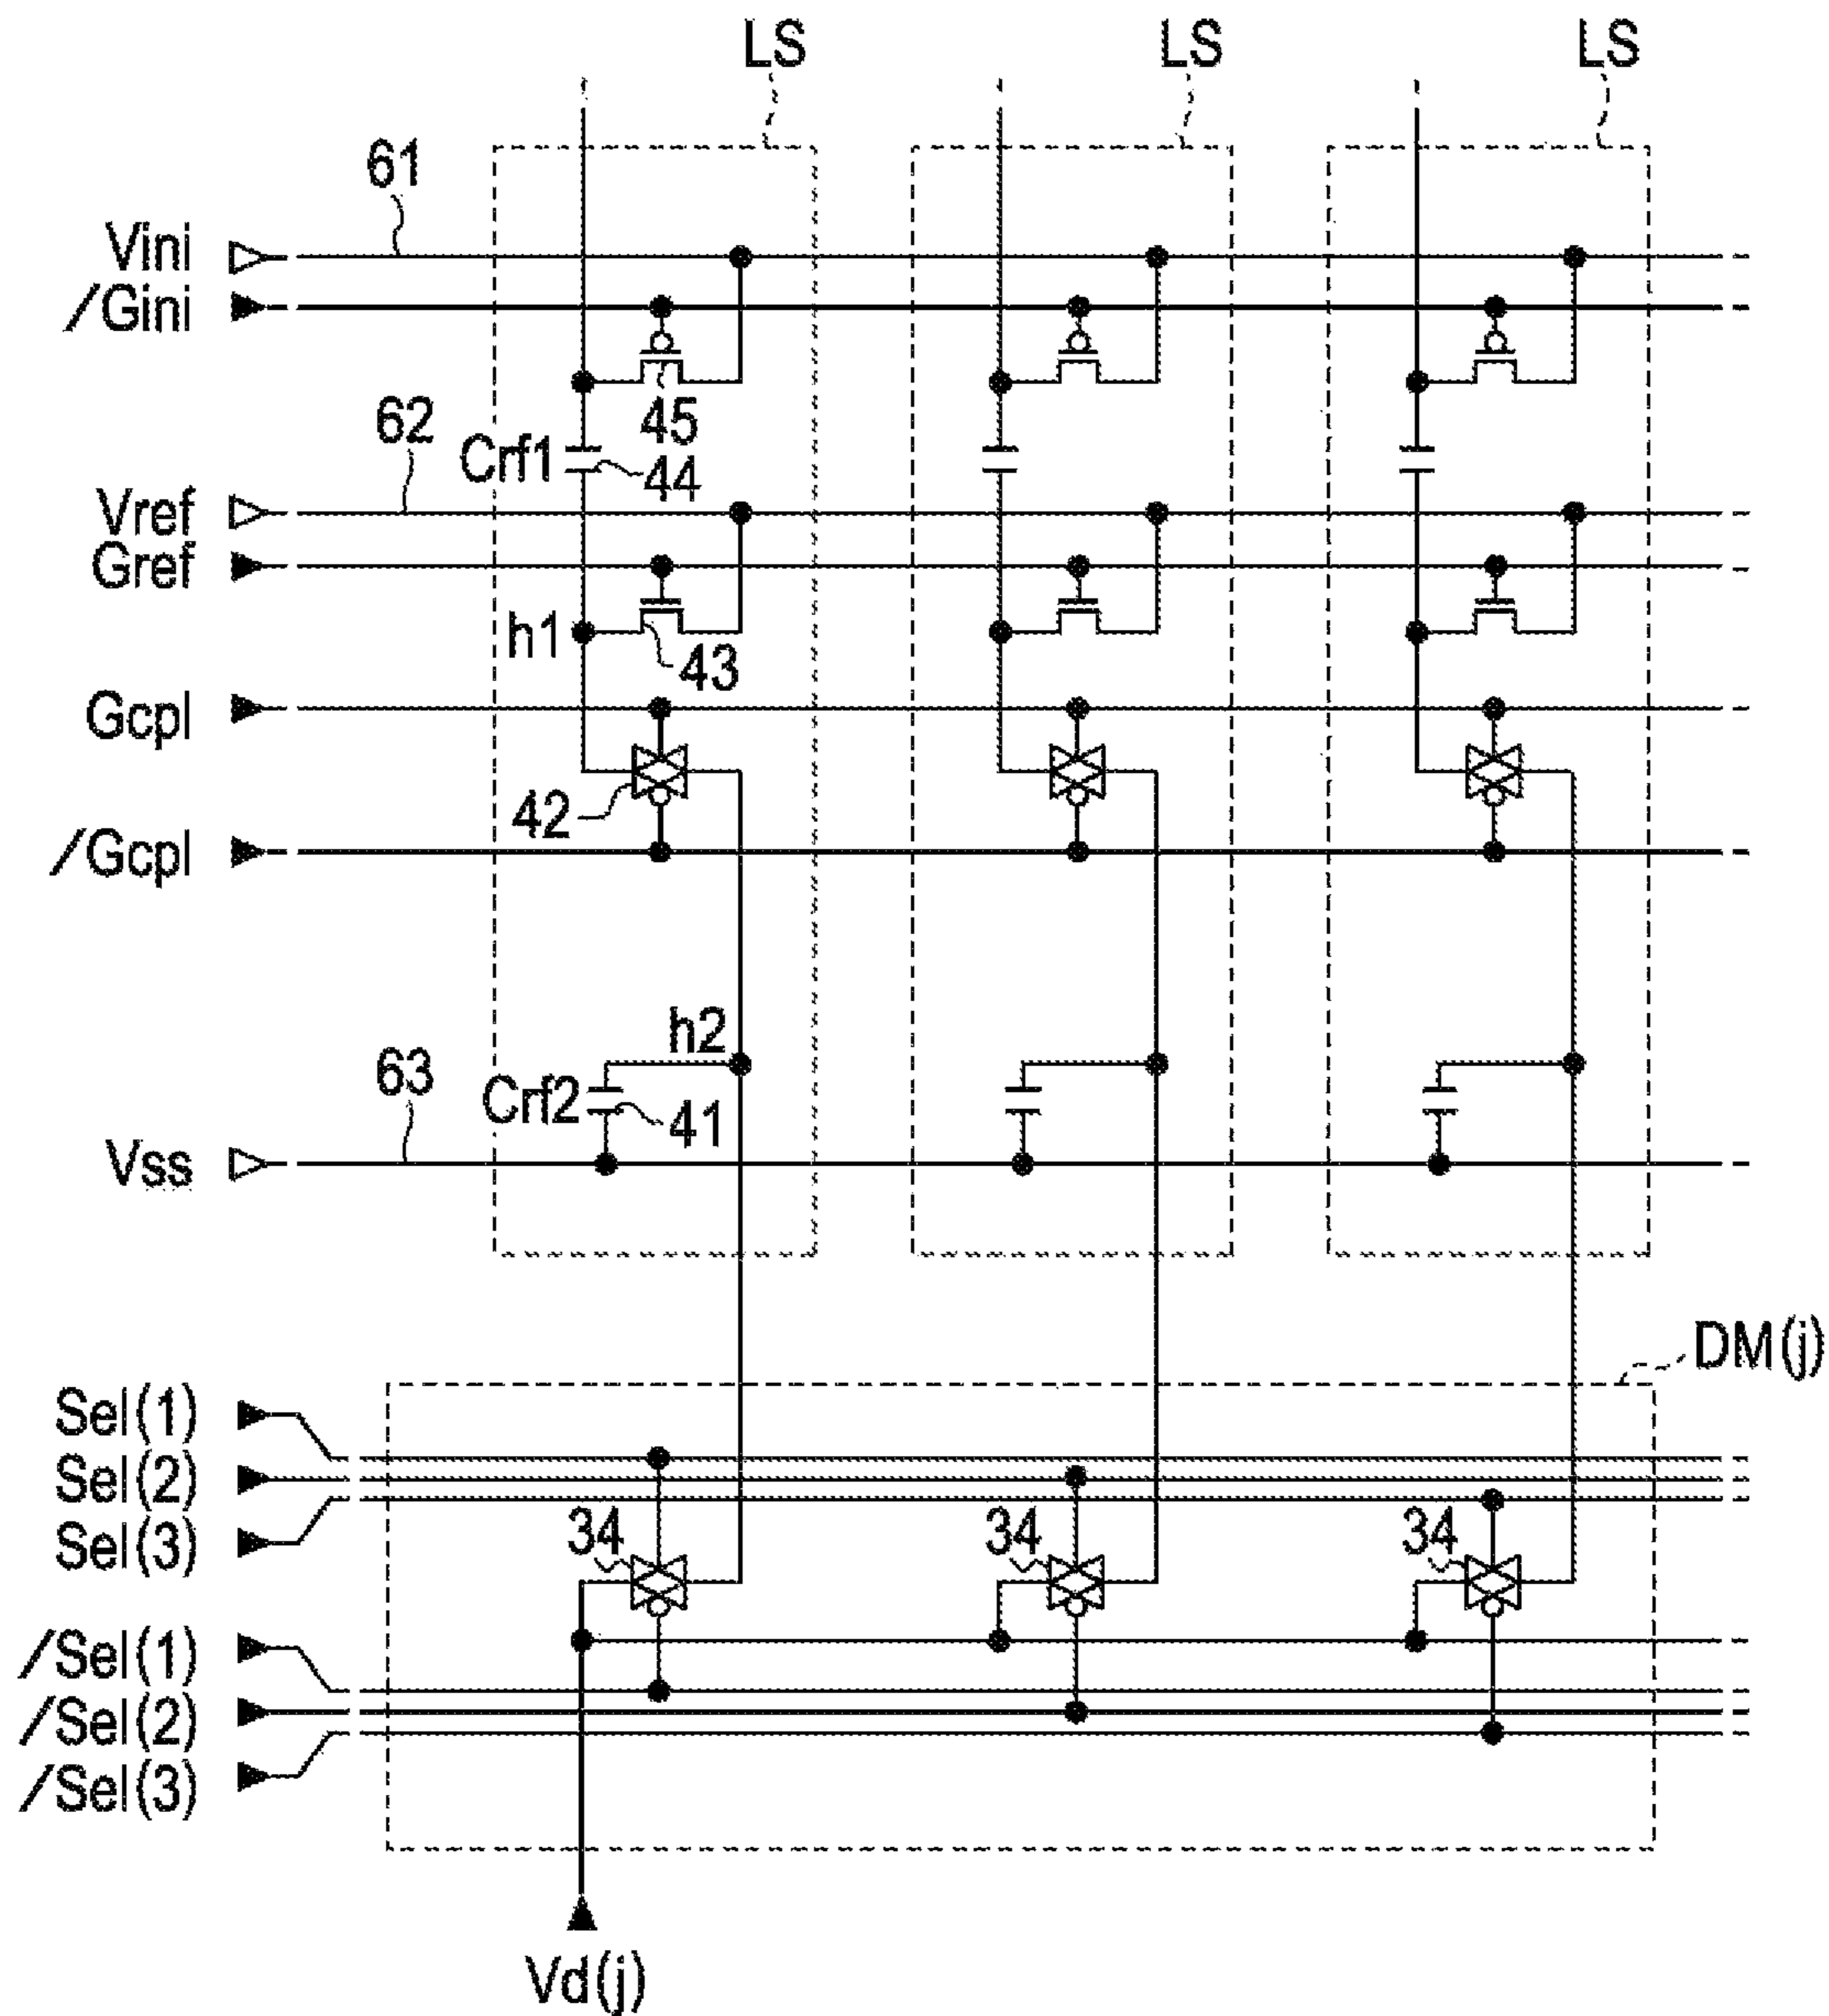 LS LS LS
61
Vini
/Gini
45
62
Crf1
44
Vref
Gref
h1
43
Gcpl
42
/Gcpl
h2
63
Crf2
41
Vss
DM(j)
Sel(1)
Sel(2)
Sel(3)
34 34 34
/Sel(1)
/Sel(2)
/Sel(3)
Vd(j)